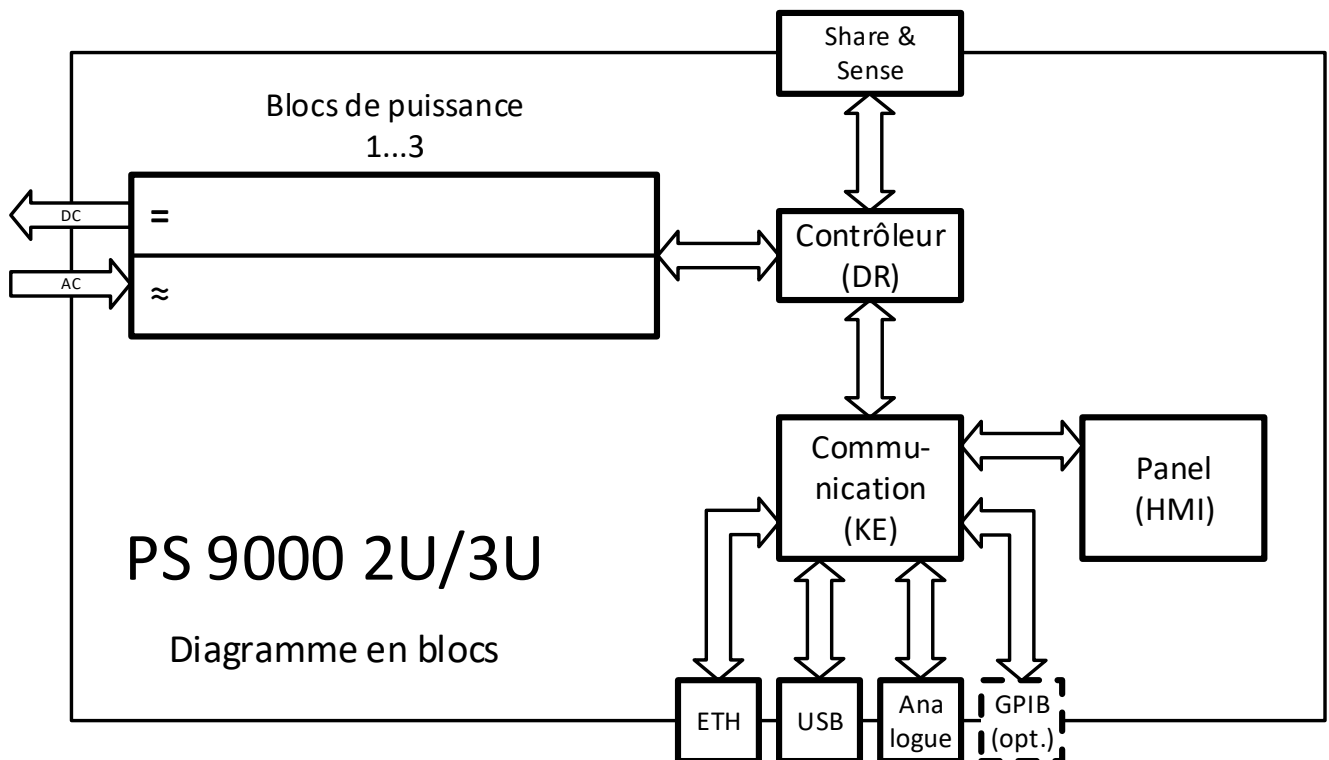 Share &
Sense
Blocs de puissance
1...3
DC
=
AC
≈
Contrôleur
(DR)
Commu-
nication
(KE)
Panel
(HMI)
PS 9000 2U/3U
Diagramme en blocs
ETH
USB
Ana
logue
GPIB
(opt.)